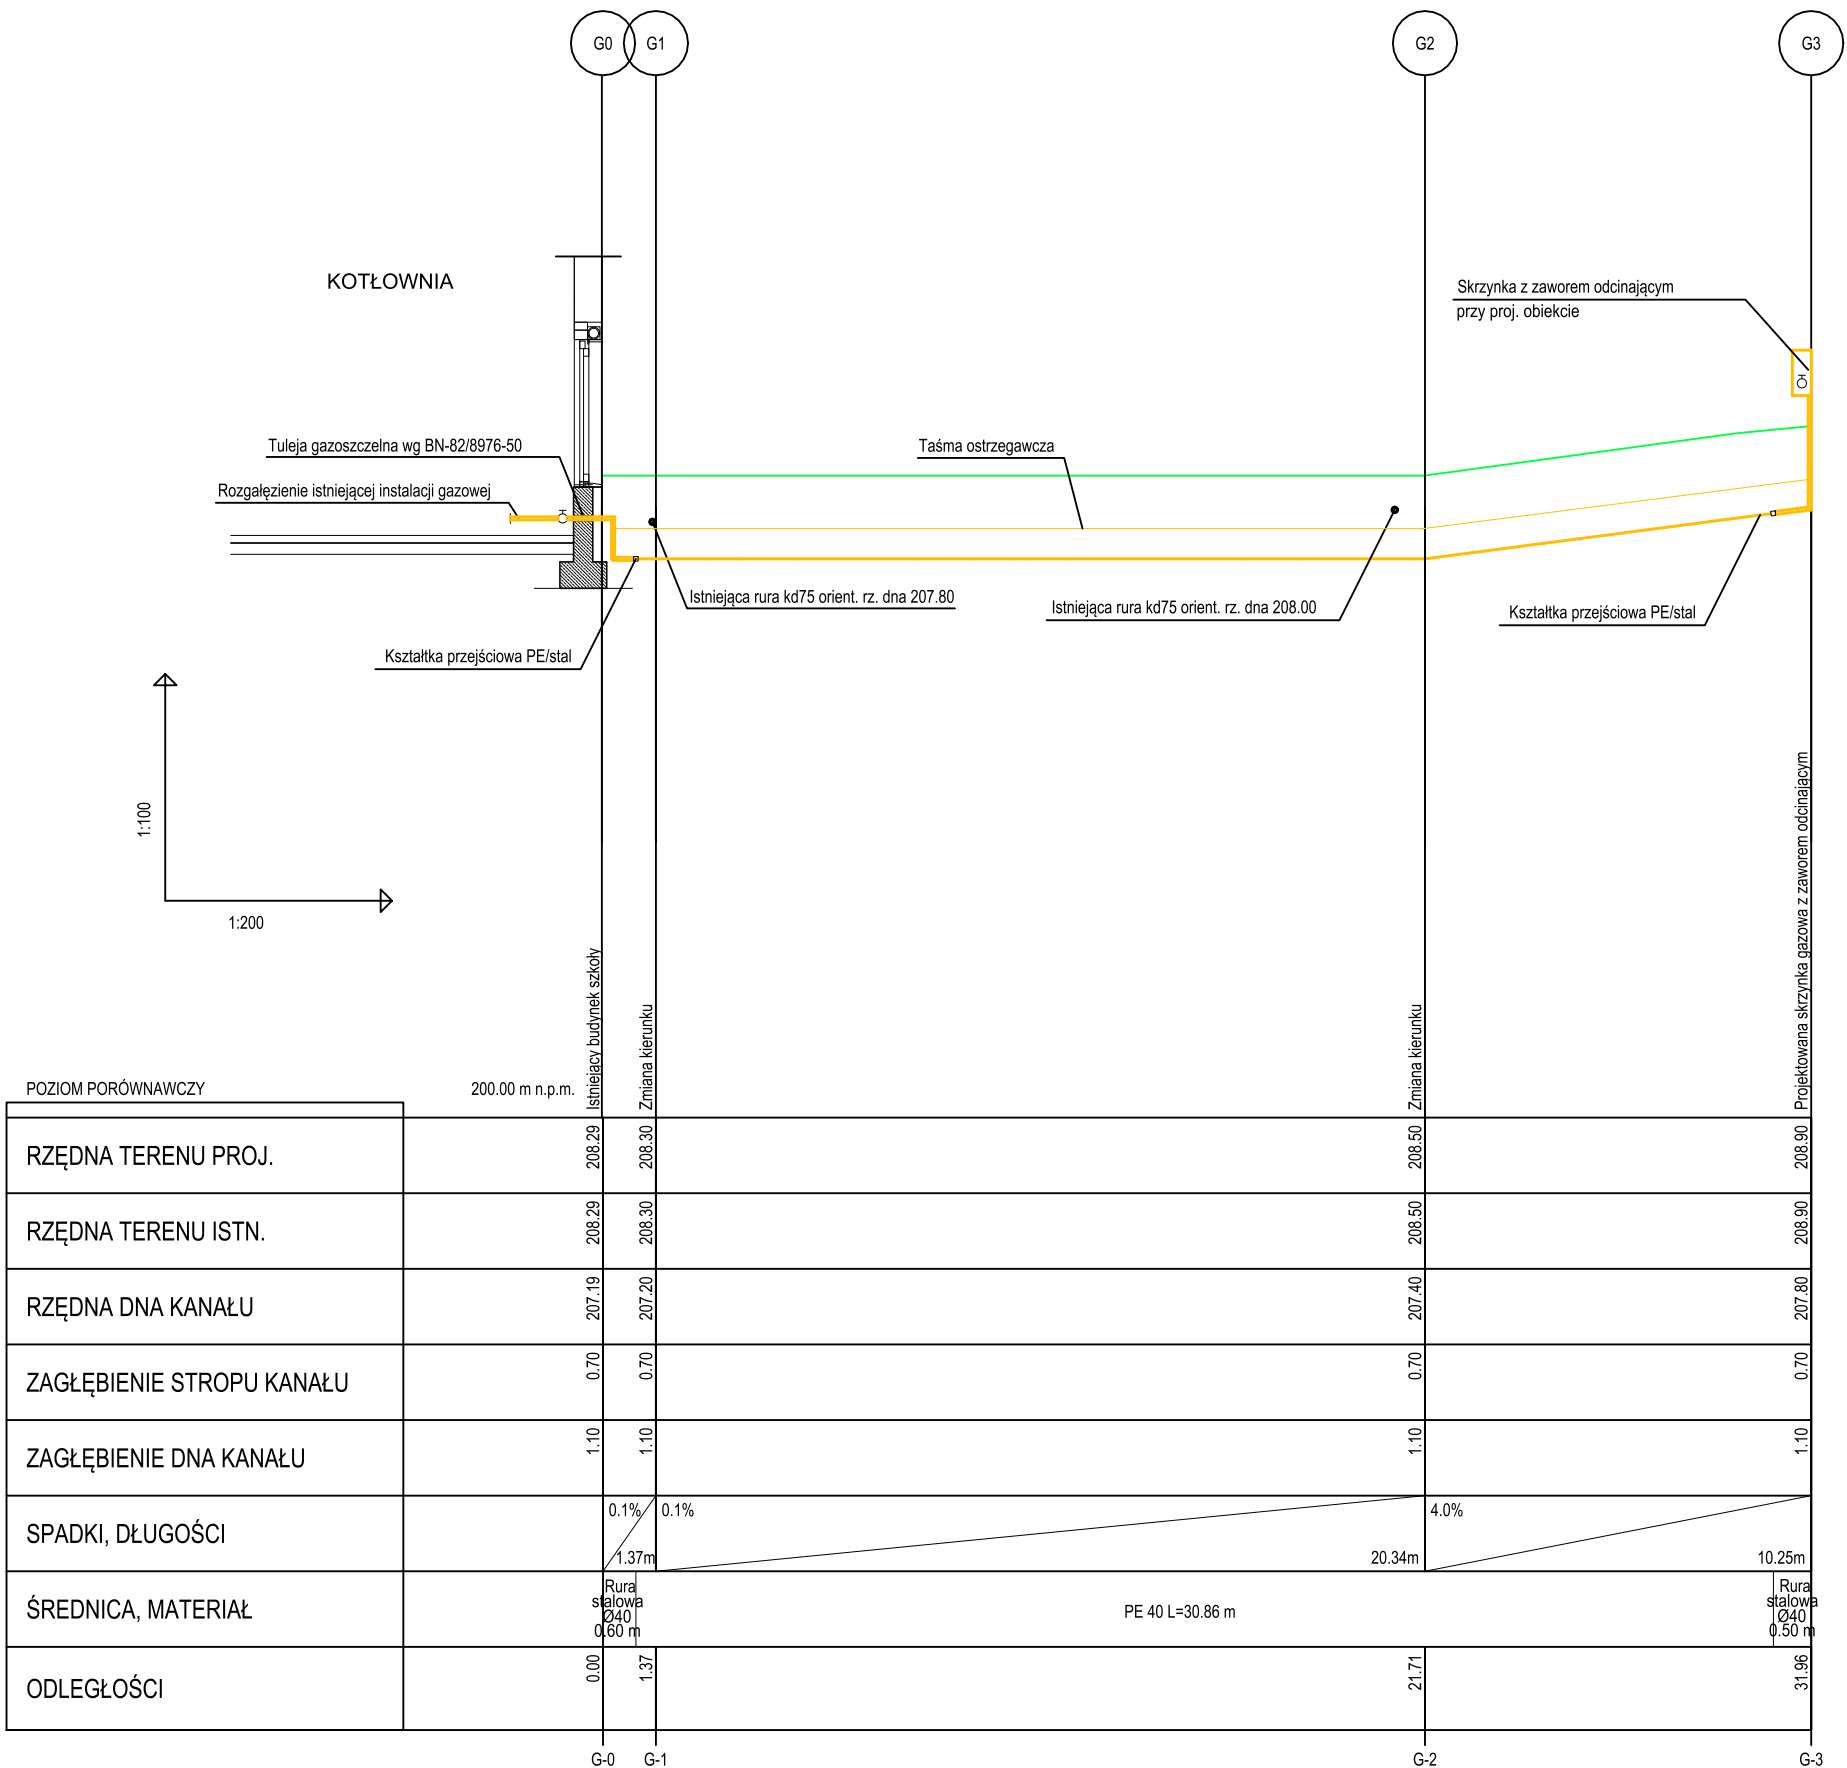 G0 G1 G2 G3
KOTŁOWNIA
Skrzynka z zaworem odcinającym
przy proj. obiekcie
Tuleja gazoszczelna wg BN-82/8976-50
Taśma ostrzegawcza
Rozgałęzienie istniejącej instalacji gazowej
Istniejąca rura kd75 orient. rz. dna 207.80
Istniejąca rura kd75 orient. rz. dna 208.00
Kształtka przejściowa PE/stal
Kształtka przejściowa PE/stal
1:100
1:200
Istniejacy budynek szkoły
Zmiana kierunku
Zmiana kierunku
Projektowana skrzynka gazowa z zaworem odcinającym
POZIOM PORÓWNAWCZY 200.00 m n.p.m.
RZĘDNA TERENU PROJ. 208.29 208.30 208.50 208.90
RZĘDNA TERENU ISTN. 208.29 208.30 208.50 208.90
RZĘDNA DNA KANAŁU 207.19 207.20 207.40 207.80
ZAGŁĘBIENIE STROPU KANAŁU 0.70 0.70 0.70 0.70
ZAGŁĘBIENIE DNA KANAŁU 1.10 1.10 1.10 1.10
SPADKI, DŁUGOŚCI 0.1% 1.37m 0.1% 20.34m 4.0% 10.25m
ŚREDNICA, MATERIAŁ
Rura
stalowa
Ø40
0.60 m
PE 40 L=30.86 m
Rura
stalowa
Ø40
0.50 m
ODLEGŁOŚCI 0.00 1.37 21.71 31.96
G-0 G-1 G-2 G-3